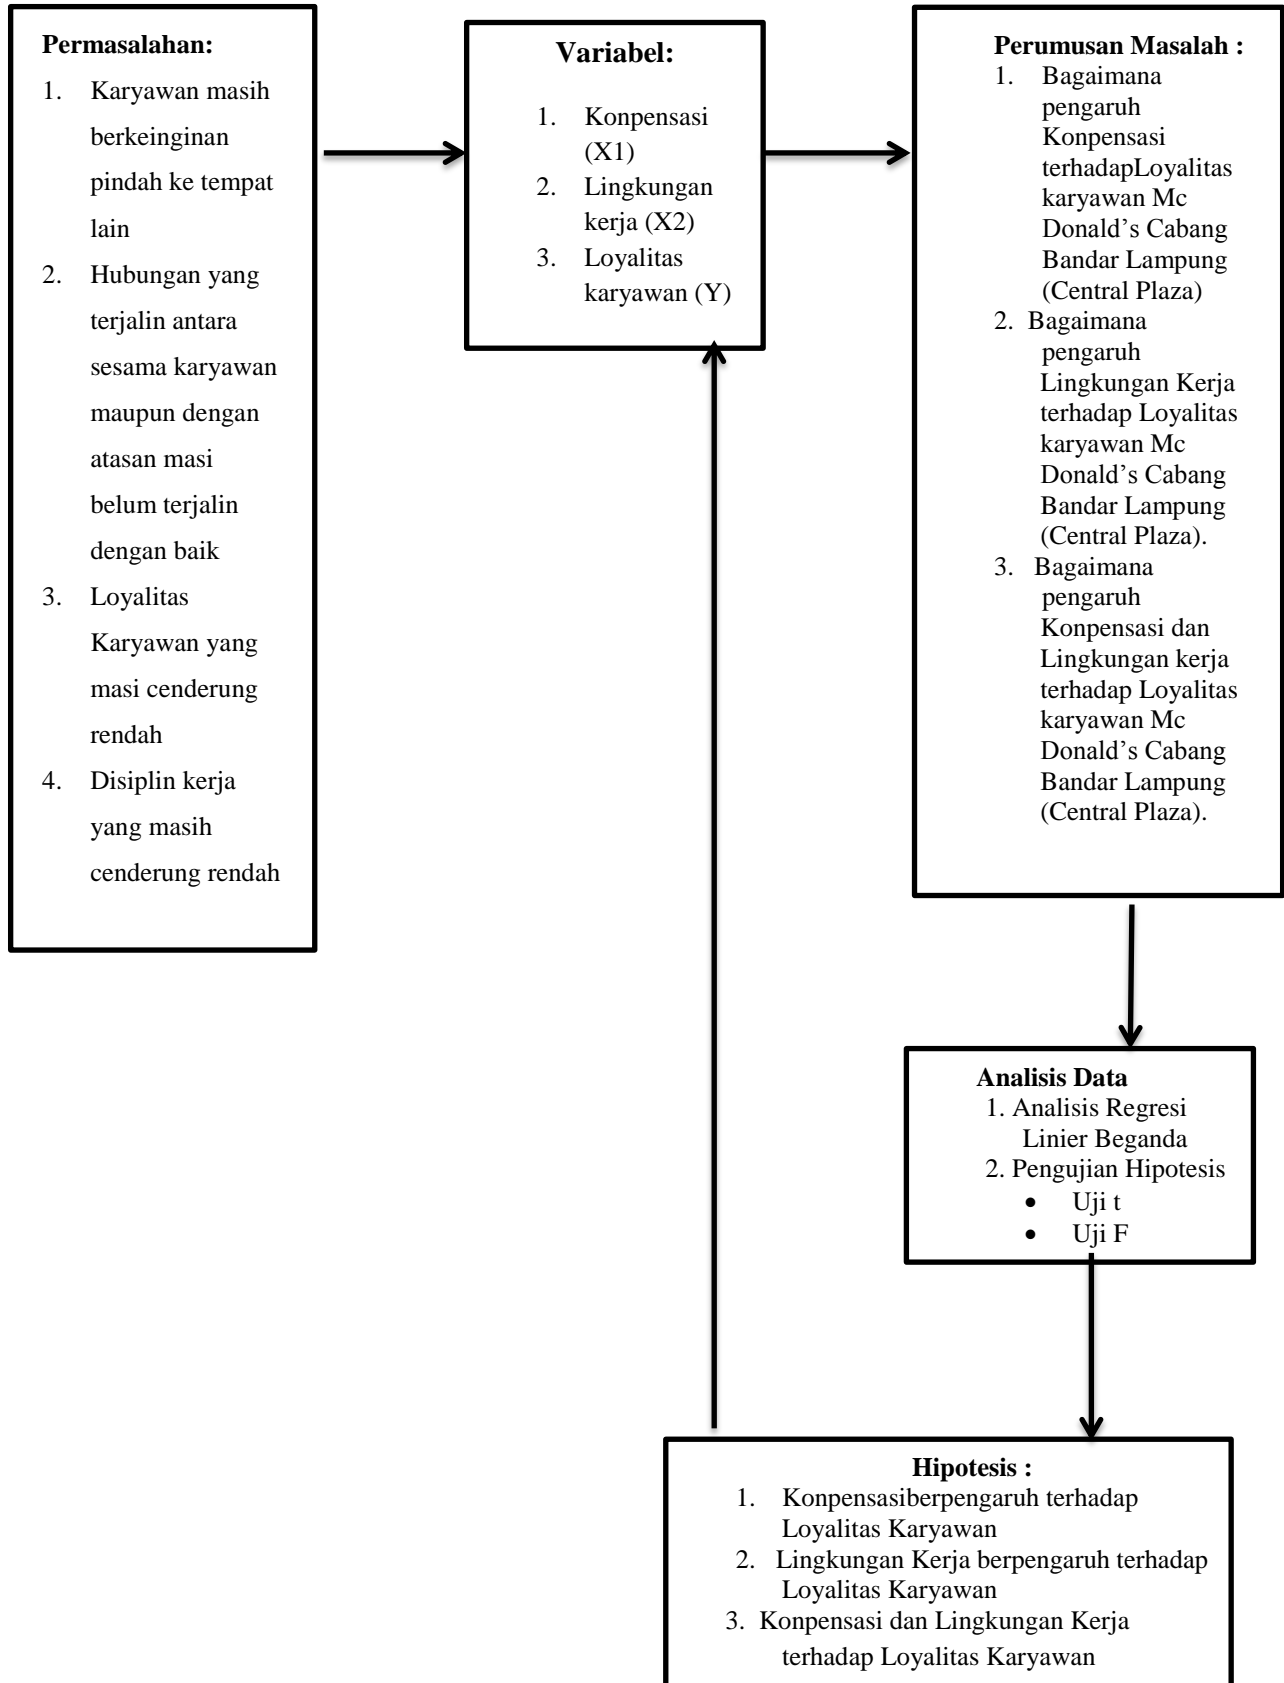 Permasalahan:
1. Karyawan masih
berkeinginan
pindah ke tempat
lain
2. Hubungan yang
terjalin antara
sesama karyawan
maupun dengan
atasan masi
belum terjalin
dengan baik
3. Loyalitas
Karyawan yang
masi cenderung
rendah
4. Disiplin kerja
yang masih
cenderung rendah
Variabel:
1. Konpensasi
(X1)
2. Lingkungan
kerja (X2)
3. Loyalitas
karyawan (Y)
Perumusan Masalah :
1. Bagaimana
pengaruh
Konpensasi
terhadapLoyalitas
karyawan Mc
Donald’s Cabang
Bandar Lampung
(Central Plaza)
2. Bagaimana
pengaruh
Lingkungan Kerja
terhadap Loyalitas
karyawan Mc
Donald’s Cabang
Bandar Lampung
(Central Plaza).
3. Bagaimana
pengaruh
Konpensasi dan
Lingkungan kerja
terhadap Loyalitas
karyawan Mc
Donald’s Cabang
Bandar Lampung
(Central Plaza).
Analisis Data
1. Analisis Regresi
Linier Beganda
2. Pengujian Hipotesis
• Uji t
• Uji F
Hipotesis :
1. Konpensasiberpengaruh terhadap
Loyalitas Karyawan
2. Lingkungan Kerja berpengaruh terhadap
Loyalitas Karyawan
3. Konpensasi dan Lingkungan Kerja
terhadap Loyalitas Karyawan